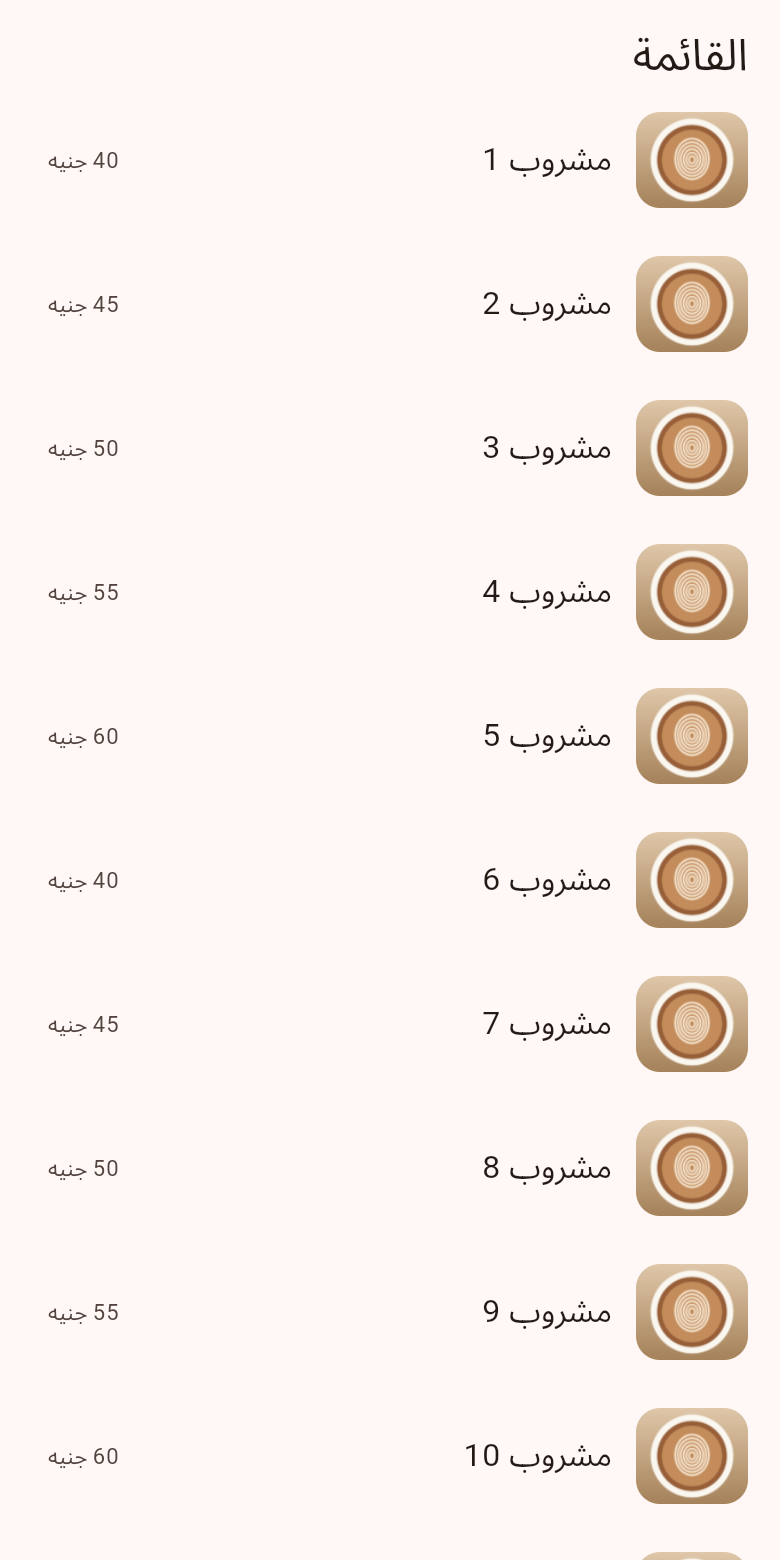 القائمة
مشروب 1
40 جنيه
مشروب 2
45 جنيه
مشروب 3
50 جنيه
مشروب 4
55 جنيه
مشروب 5
60 جنيه
مشروب 6
40 جنيه
مشروب 7
45 جنيه
مشروب 8
50 جنيه
مشروب 9
55 جنيه
مشروب 10
60 جنيه